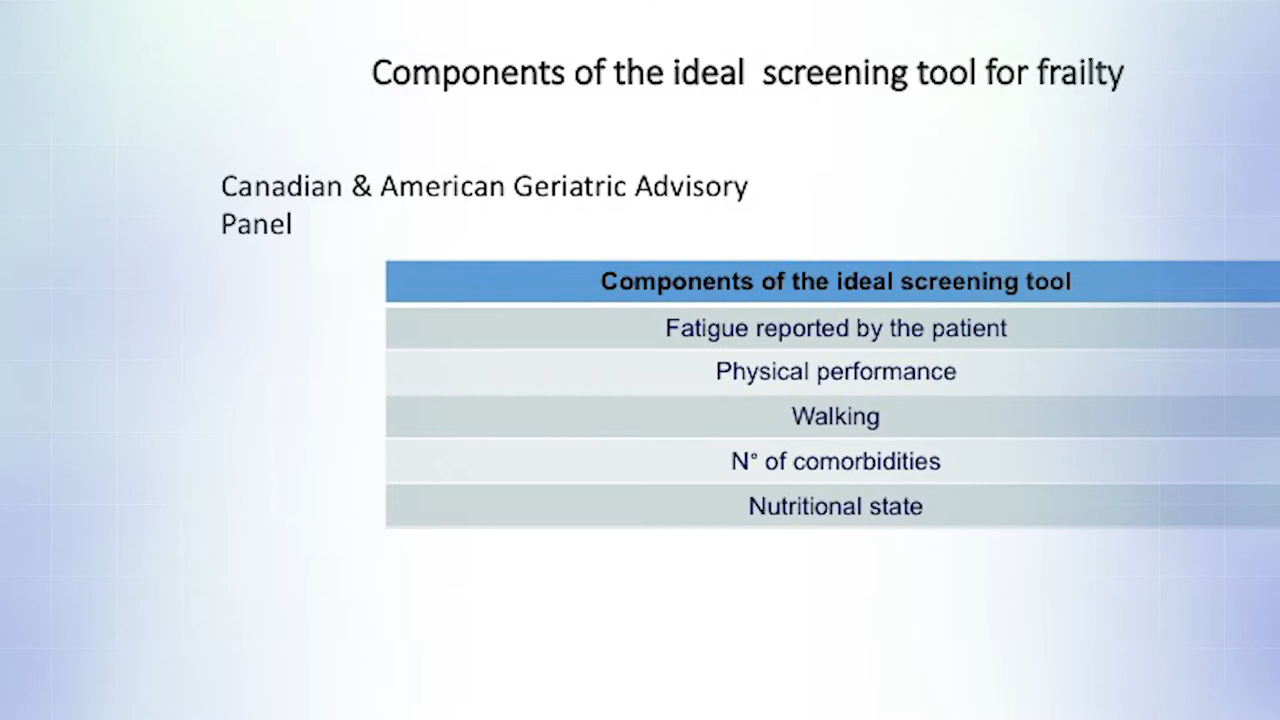 Components of the ideal  screening tool for frailty
Canadian & American Geriatric Advisory
Panel
Components of the ideal screening tool
Fatigue reported by the patient
Physical performance
Walking
N° of comorbidities
Nutritional state